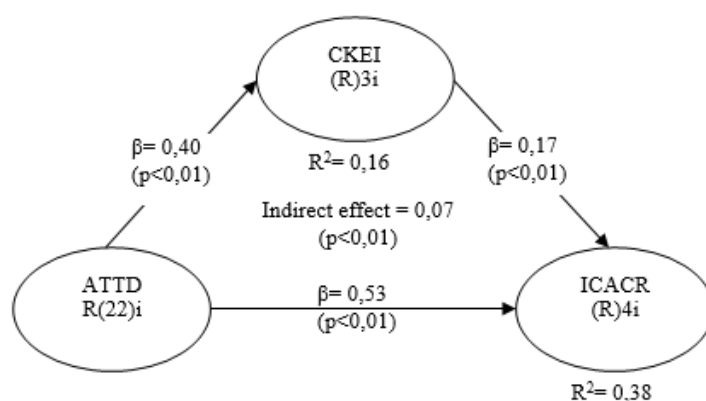 CKEI
(R)3i
β= 0,40
(p<0,01)
R²= 0,16
β= 0,17
(p<0,01)
Indirect effect = 0,07
(p<0,01)
ATTD
R(22)i
β= 0,53
(p<0,01)
ICACR
(R)4i
R²= 0,38